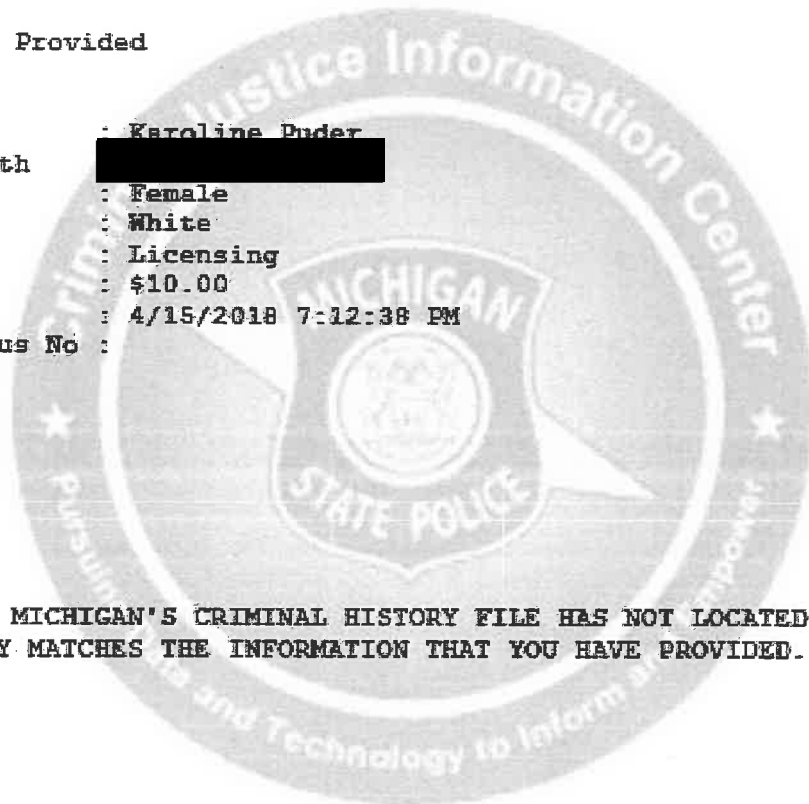 Provided
: Karoline Puder
th
: Female
: White
: Licensing
: $10.00
: 4/15/2018 7:12:38 PM
us No :
MICHIGAN'S CRIMINAL HISTORY FILE HAS NOT LOCATED
Y MATCHES THE INFORMATION THAT YOU HAVE PROVIDED.
Criminal Justice Information Center
MICHIGAN
STATE POLICE
and Technology to Inform